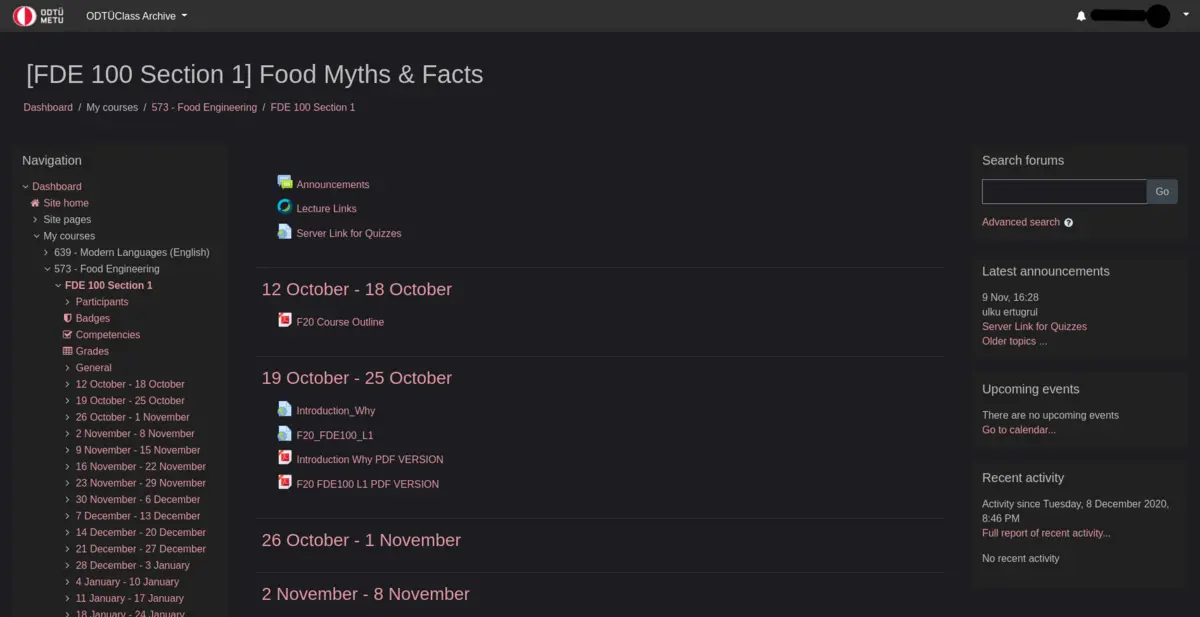 ODTÜ
METU
ODTÜClass Archive
[FDE 100 Section 1] Food Myths & Facts
Dashboard / My courses / 573 - Food Engineering / FDE 100 Section 1
Navigation
Dashboard
Site home
Site pages
My courses
639 - Modern Languages (English)
573 - Food Engineering
FDE 100 Section 1
Participants
Badges
Competencies
Grades
General
12 October - 18 October
19 October - 25 October
26 October - 1 November
2 November - 8 November
9 November - 15 November
16 November - 22 November
23 November - 29 November
30 November - 6 December
7 December - 13 December
14 December - 20 December
21 December - 27 December
28 December - 3 January
4 January - 10 January
11 January - 17 January
18 January - 24 January
Announcements
Lecture Links
Server Link for Quizzes
12 October - 18 October
F20 Course Outline
19 October - 25 October
Introduction_Why
F20_FDE100_L1
Introduction Why PDF VERSION
F20 FDE100 L1 PDF VERSION
26 October - 1 November
2 November - 8 November
Search forums
Go
Advanced search
Latest announcements
9 Nov, 16:28
ulku ertugrul
Server Link for Quizzes
Older topics ...
Upcoming events
There are no upcoming events
Go to calendar...
Recent activity
Activity since Tuesday, 8 December 2020,
8:46 PM
Full report of recent activity...
No recent activity